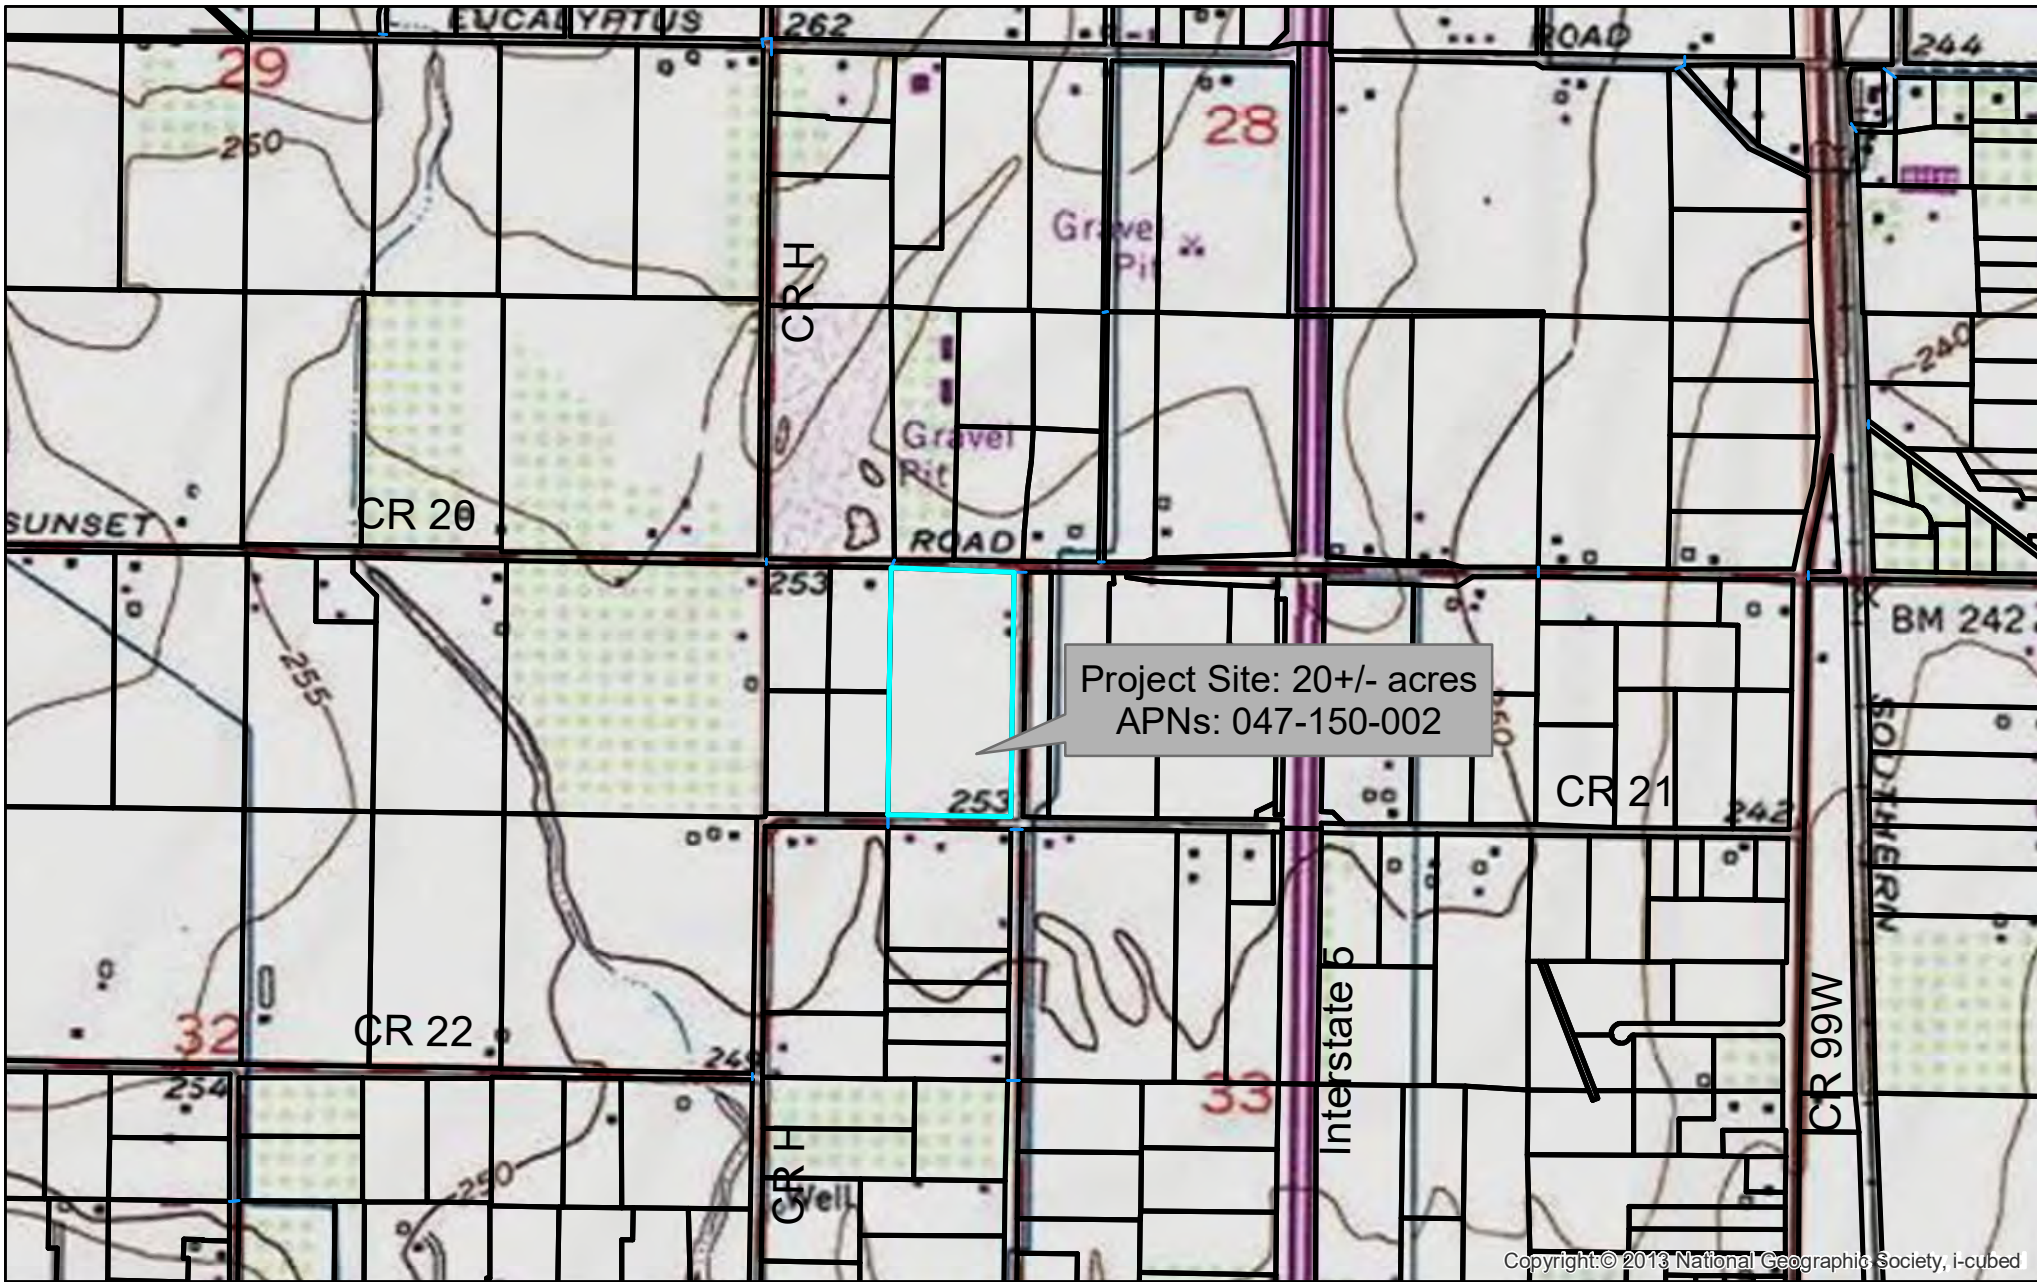 EUCALYPTUS
262
ROAD
244
29
28
250
Gravel
Pit
CR H
240
Gravel
Pit
SUNSET
CR 20
ROAD
253
BM 242
255
Project Site: 20+/- acres
APNs: 047-150-002
SOUTHERN
253
CR 21
242
32
CR 22
Interstate 5
CR 99W
254
33
250
CR H
Well
Copyright:© 2013 National Geographic Society, i-cubed